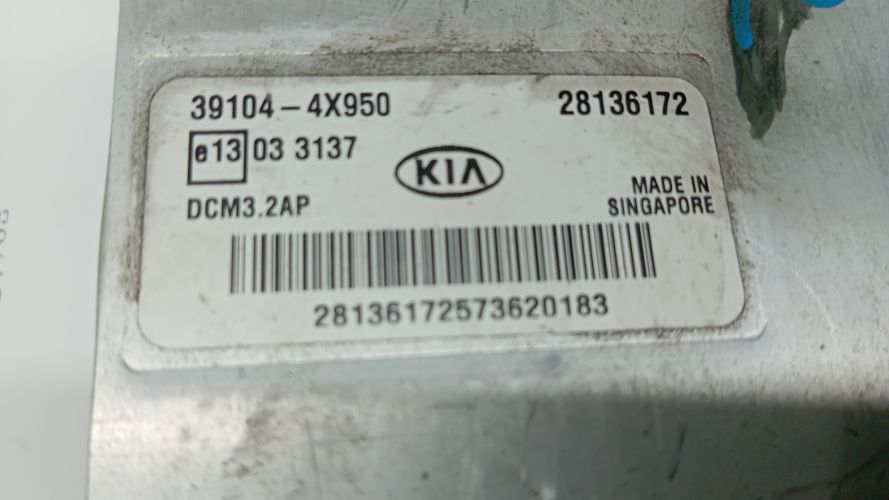 39104-4X950 28136172
e13 03 3137
KIA
DCM3.2AP
MADE IN
SINGAPORE
28136172573620183